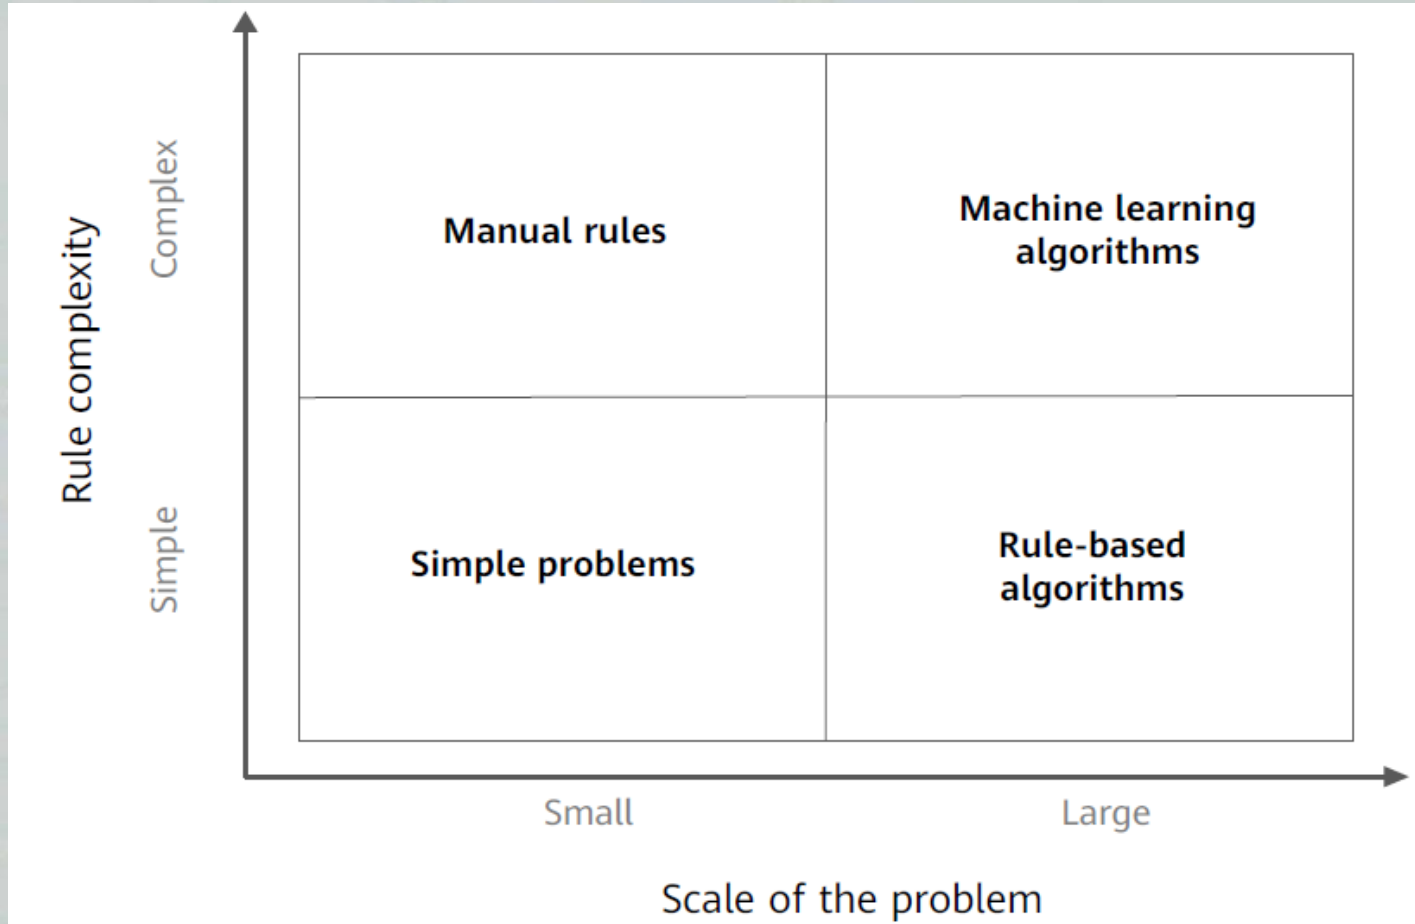 Rule complexity
Complex
Simple
Manual rules
Machine learning
algorithms
Simple problems
Rule-based
algorithms
Small
Large
Scale of the problem